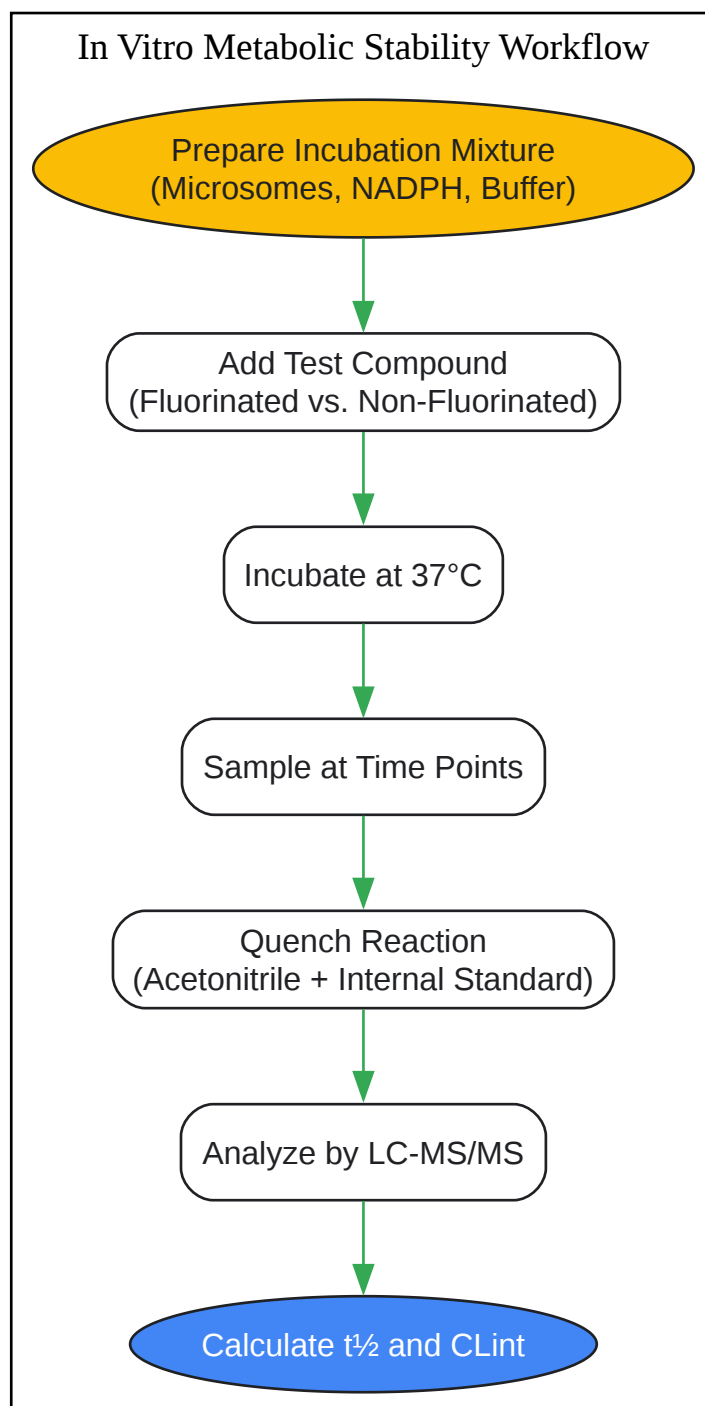 In Vitro Metabolic Stability Workflow
Prepare Incubation Mixture
(Microsomes, NADPH, Buffer)
Add Test Compound
(Fluorinated vs. Non-Fluorinated)
Incubate at 37°C
Sample at Time Points
Quench Reaction
(Acetonitrile + Internal Standard)
Analyze by LC-MS/MS
Calculate t½ and CLint